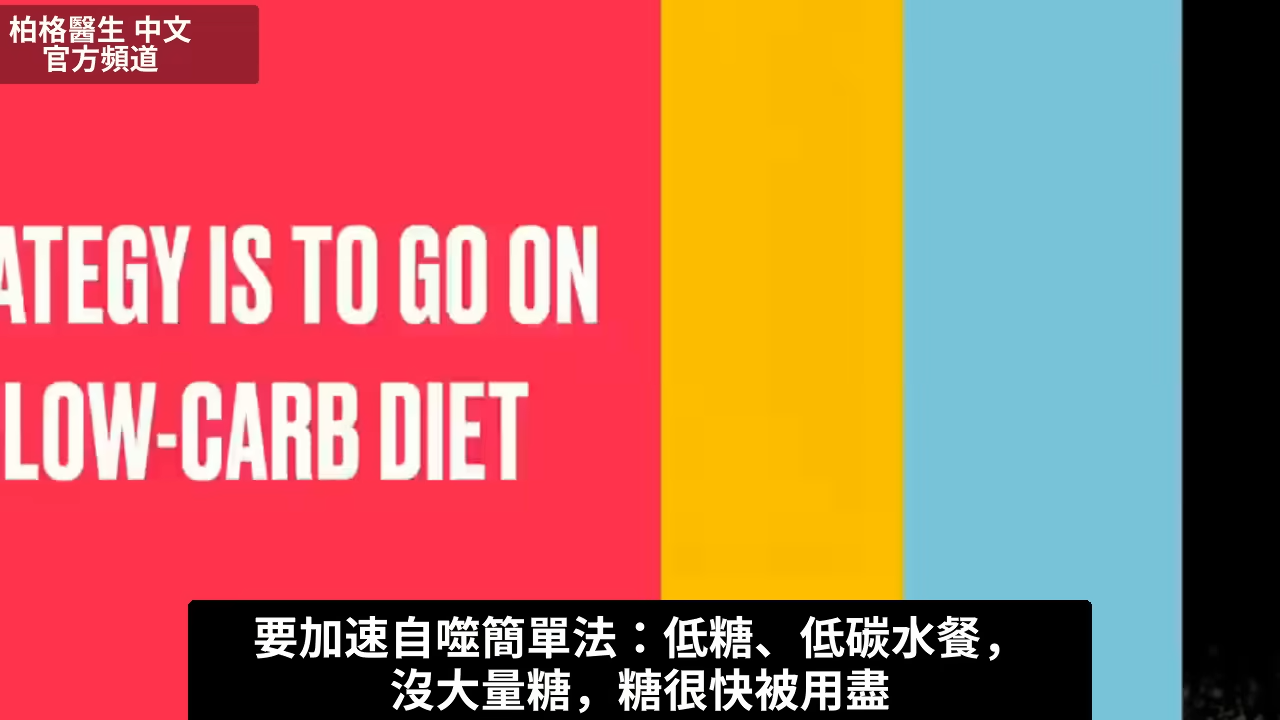 柏格醫生 中文
官方頻道
ATEGY IS TO GO ON
LOW-CARB DIET
要加速自噬簡單法：低糖、低碳水餐，
沒大量糖，糖很快被用盡